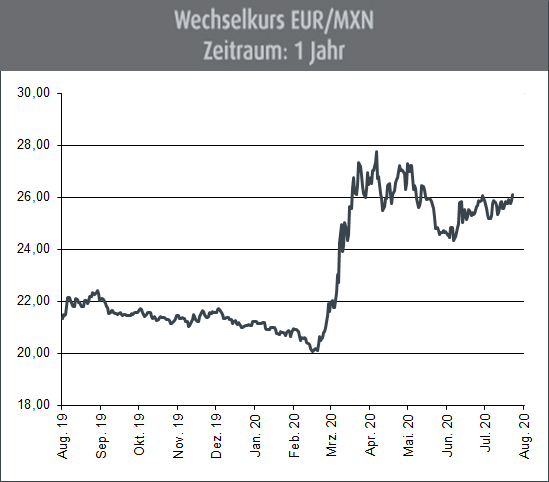 Wechselkurs EUR/MXN
Zeitraum: 1 Jahr
30,00
28,00
26,00
24,00
22,00
20,00
18,00
Aug. 19
Sep. 19
Okt. 19
Nov. 19
Dez. 19
Jan. 20
Feb. 20
Mrz. 20
Apr. 20
Mai. 20
Jun. 20
Jul. 20
Aug. 20